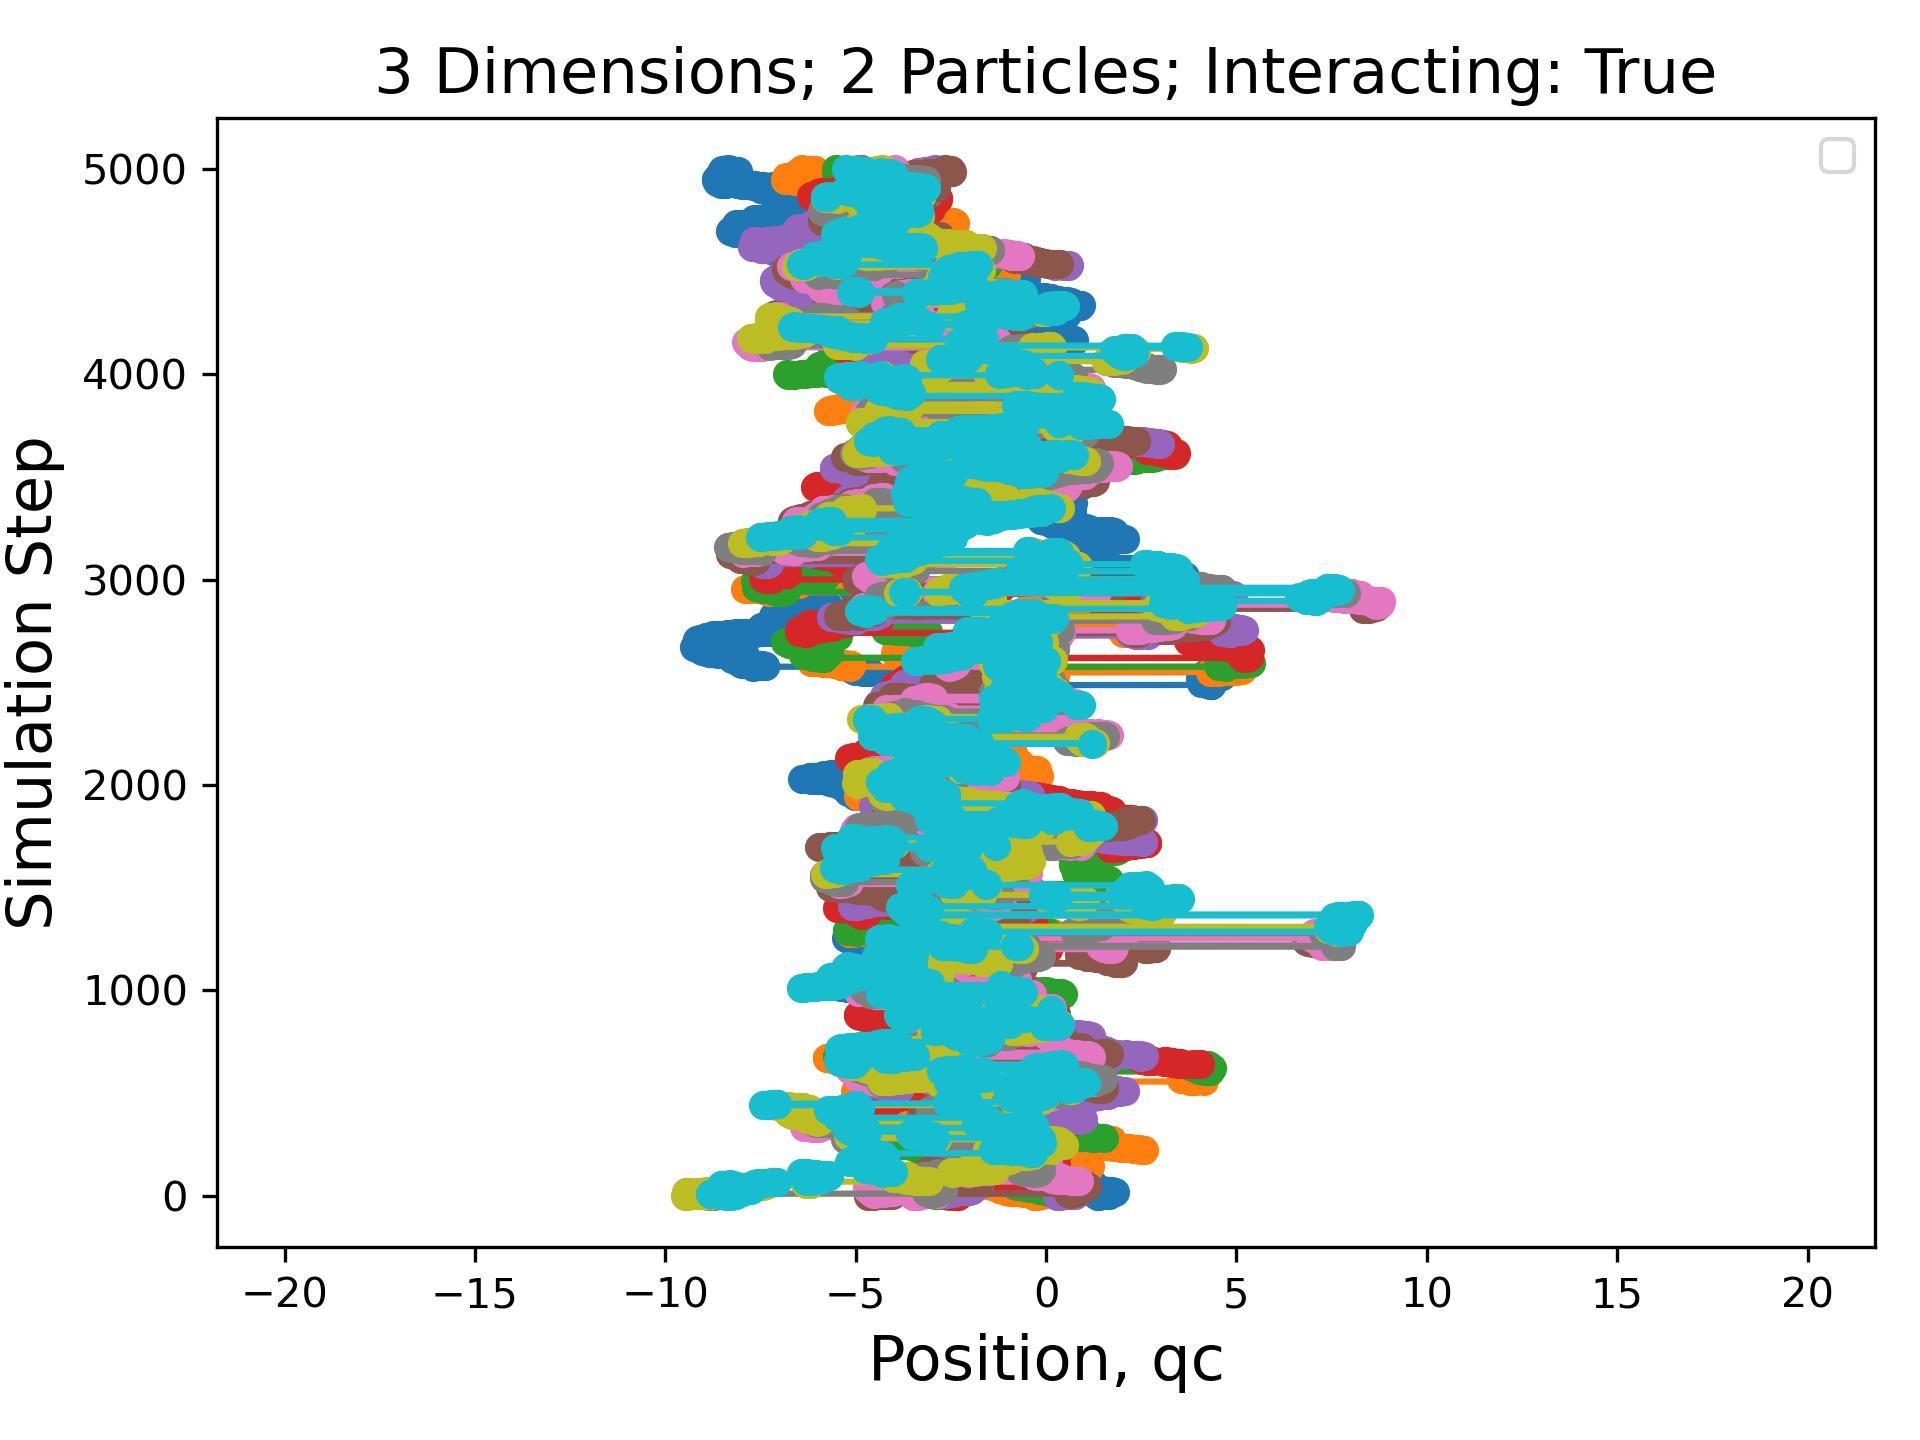 3 Dimensions; 2 Particles; Interacting: True
Simulation Step
5000
4000
3000
2000
1000
0
−20 −15 −10 −5 0 5 10 15 20
Position, qc